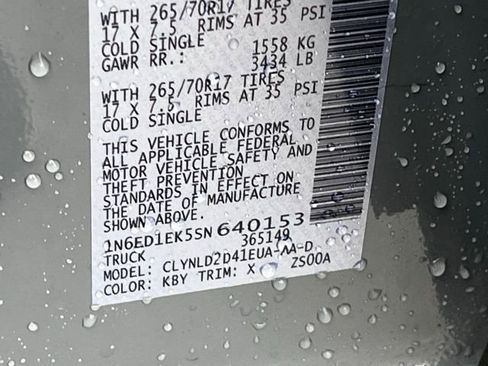 WITH 265/70R17 TIRES
17 X 7.5 RIMS AT 35 PSI
COLD SINGLE
GAWR RR.: 1558 KG
3434 LB
WITH 265/70R17 TIRES
17 X 7.5 RIMS AT 35 PSI
COLD SINGLE
THIS VEHICLE CONFORMS TO
ALL APPLICABLE FEDERAL
MOTOR VEHICLE SAFETY AND
THEFT PREVENTION
STANDARDS IN EFFECT ON
THE DATE OF MANUFACTURE
SHOWN ABOVE.
1N6ED1EK5SN640153
TRUCK 365149
MODEL: CLYNLD2D41EUA-AA-D
COLOR: KBY TRIM: X ZS00A